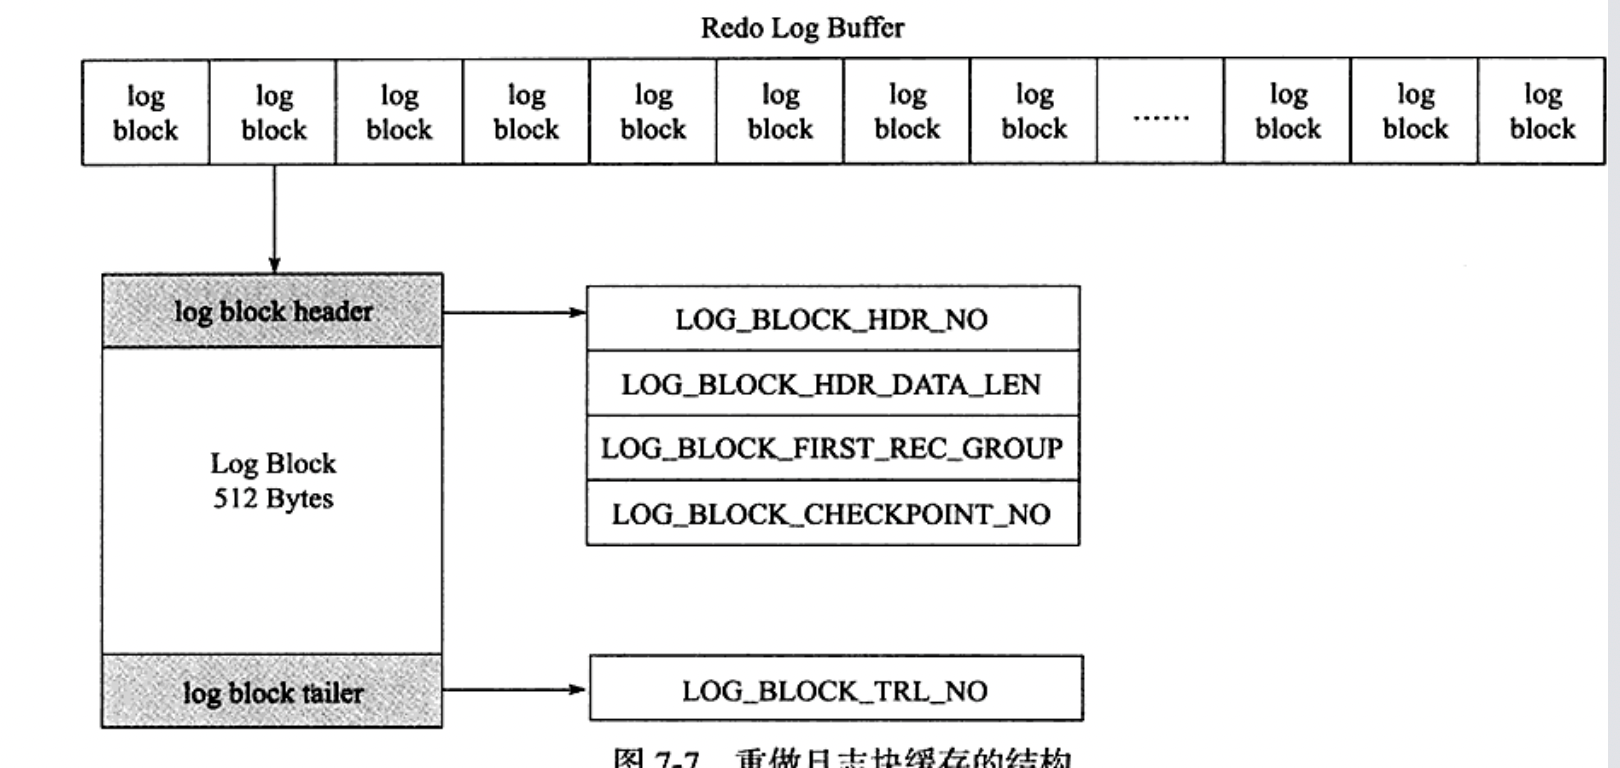 Redo Log Buffer
log log log log log log log log ...... log log log
block block block block block block block block block block block
log block header
LOG_BLOCK_HDR_NO
LOG_BLOCK_HDR_DATA_LEN
LOG_BLOCK_FIRST_REC_GROUP
LOG_BLOCK_CHECKPOINT_NO
Log Block
512 Bytes
log block tailer
LOG_BLOCK_TRL_NO
图 7-7 重做日志块缓存的结构